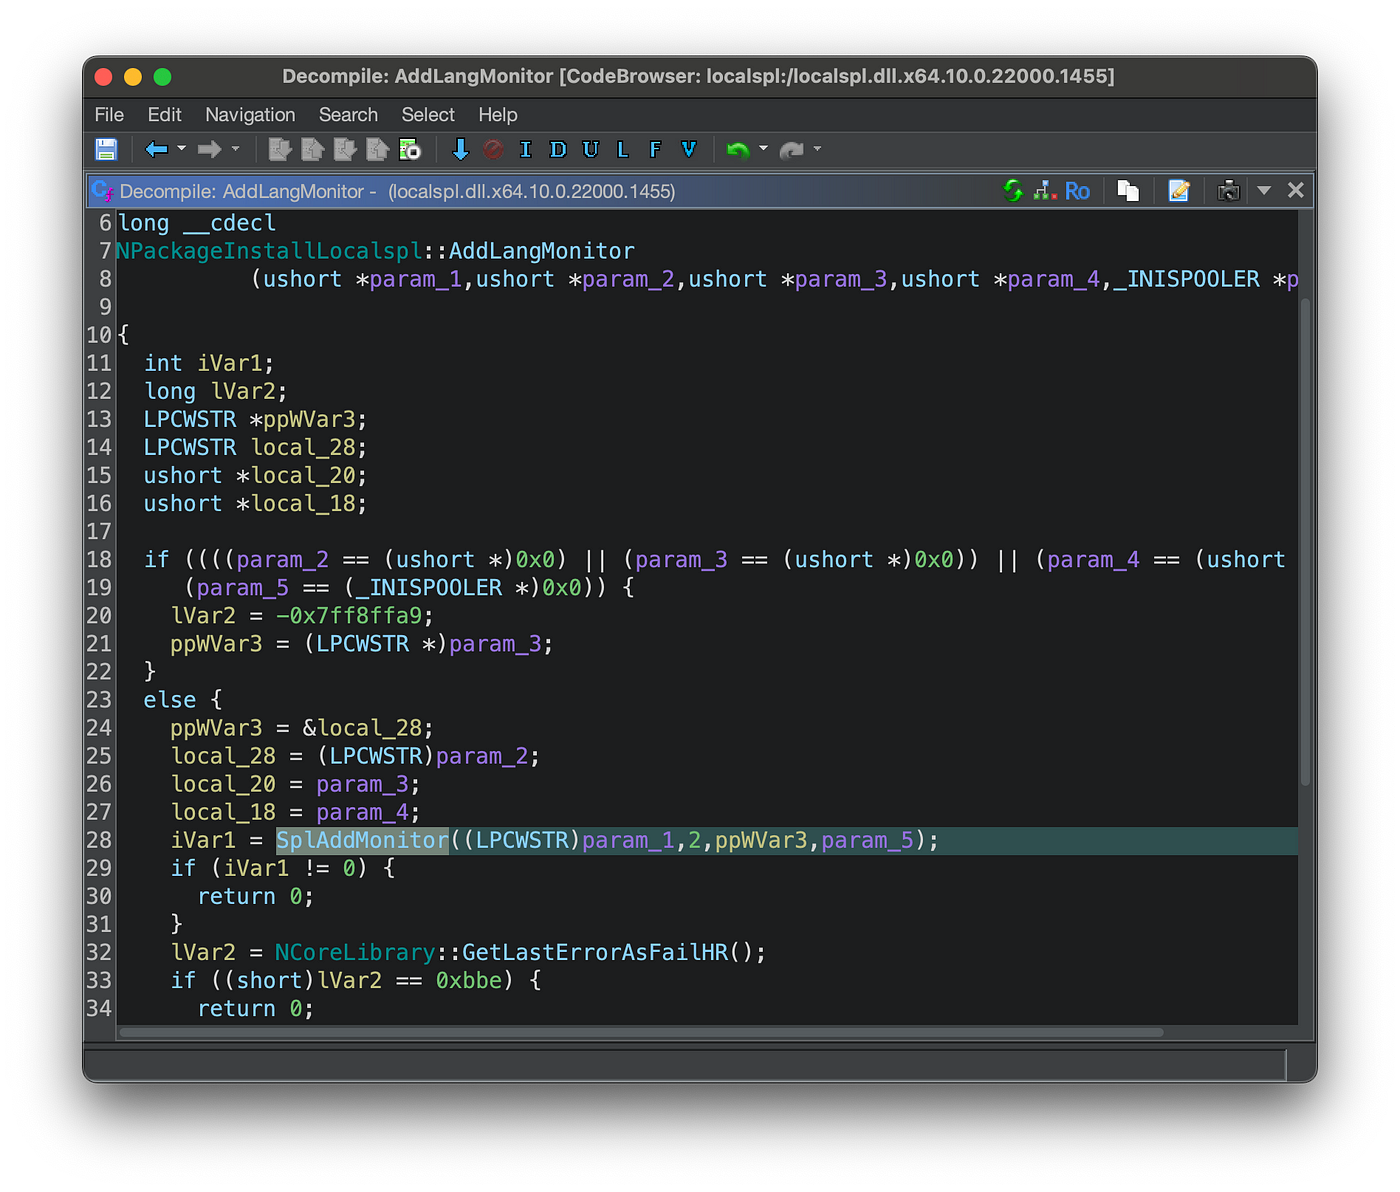 Decompile: AddLangMonitor [CodeBrowser: localspl:/localspl.dll.x64.10.0.22000.1455]
File Edit Navigation Search Select Help
I D U L F V
Cf Decompile: AddLangMonitor - (localspl.dll.x64.10.0.22000.1455) Ro
6 long __cdecl
7 NPackageInstallLocalspl::AddLangMonitor
8 (ushort *param_1,ushort *param_2,ushort *param_3,ushort *param_4,_INISPOOLER *p
9
10 {
11 int iVar1;
12 long lVar2;
13 LPCWSTR *ppWVar3;
14 LPCWSTR local_28;
15 ushort *local_20;
16 ushort *local_18;
17
18 if ((((param_2 == (ushort *)0x0) || (param_3 == (ushort *)0x0)) || (param_4 == (ushort
19 (param_5 == (_INISPOOLER *)0x0)) {
20 lVar2 = -0x7ff8ffa9;
21 ppWVar3 = (LPCWSTR *)param_3;
22 }
23 else {
24 ppWVar3 = &local_28;
25 local_28 = (LPCWSTR)param_2;
26 local_20 = param_3;
27 local_18 = param_4;
28 iVar1 = SplAddMonitor((LPCWSTR)param_1,2,ppWVar3,param_5);
29 if (iVar1 != 0) {
30 return 0;
31 }
32 lVar2 = NCoreLibrary::GetLastErrorAsFailHR();
33 if ((short)lVar2 == 0xbbe) {
34 return 0;